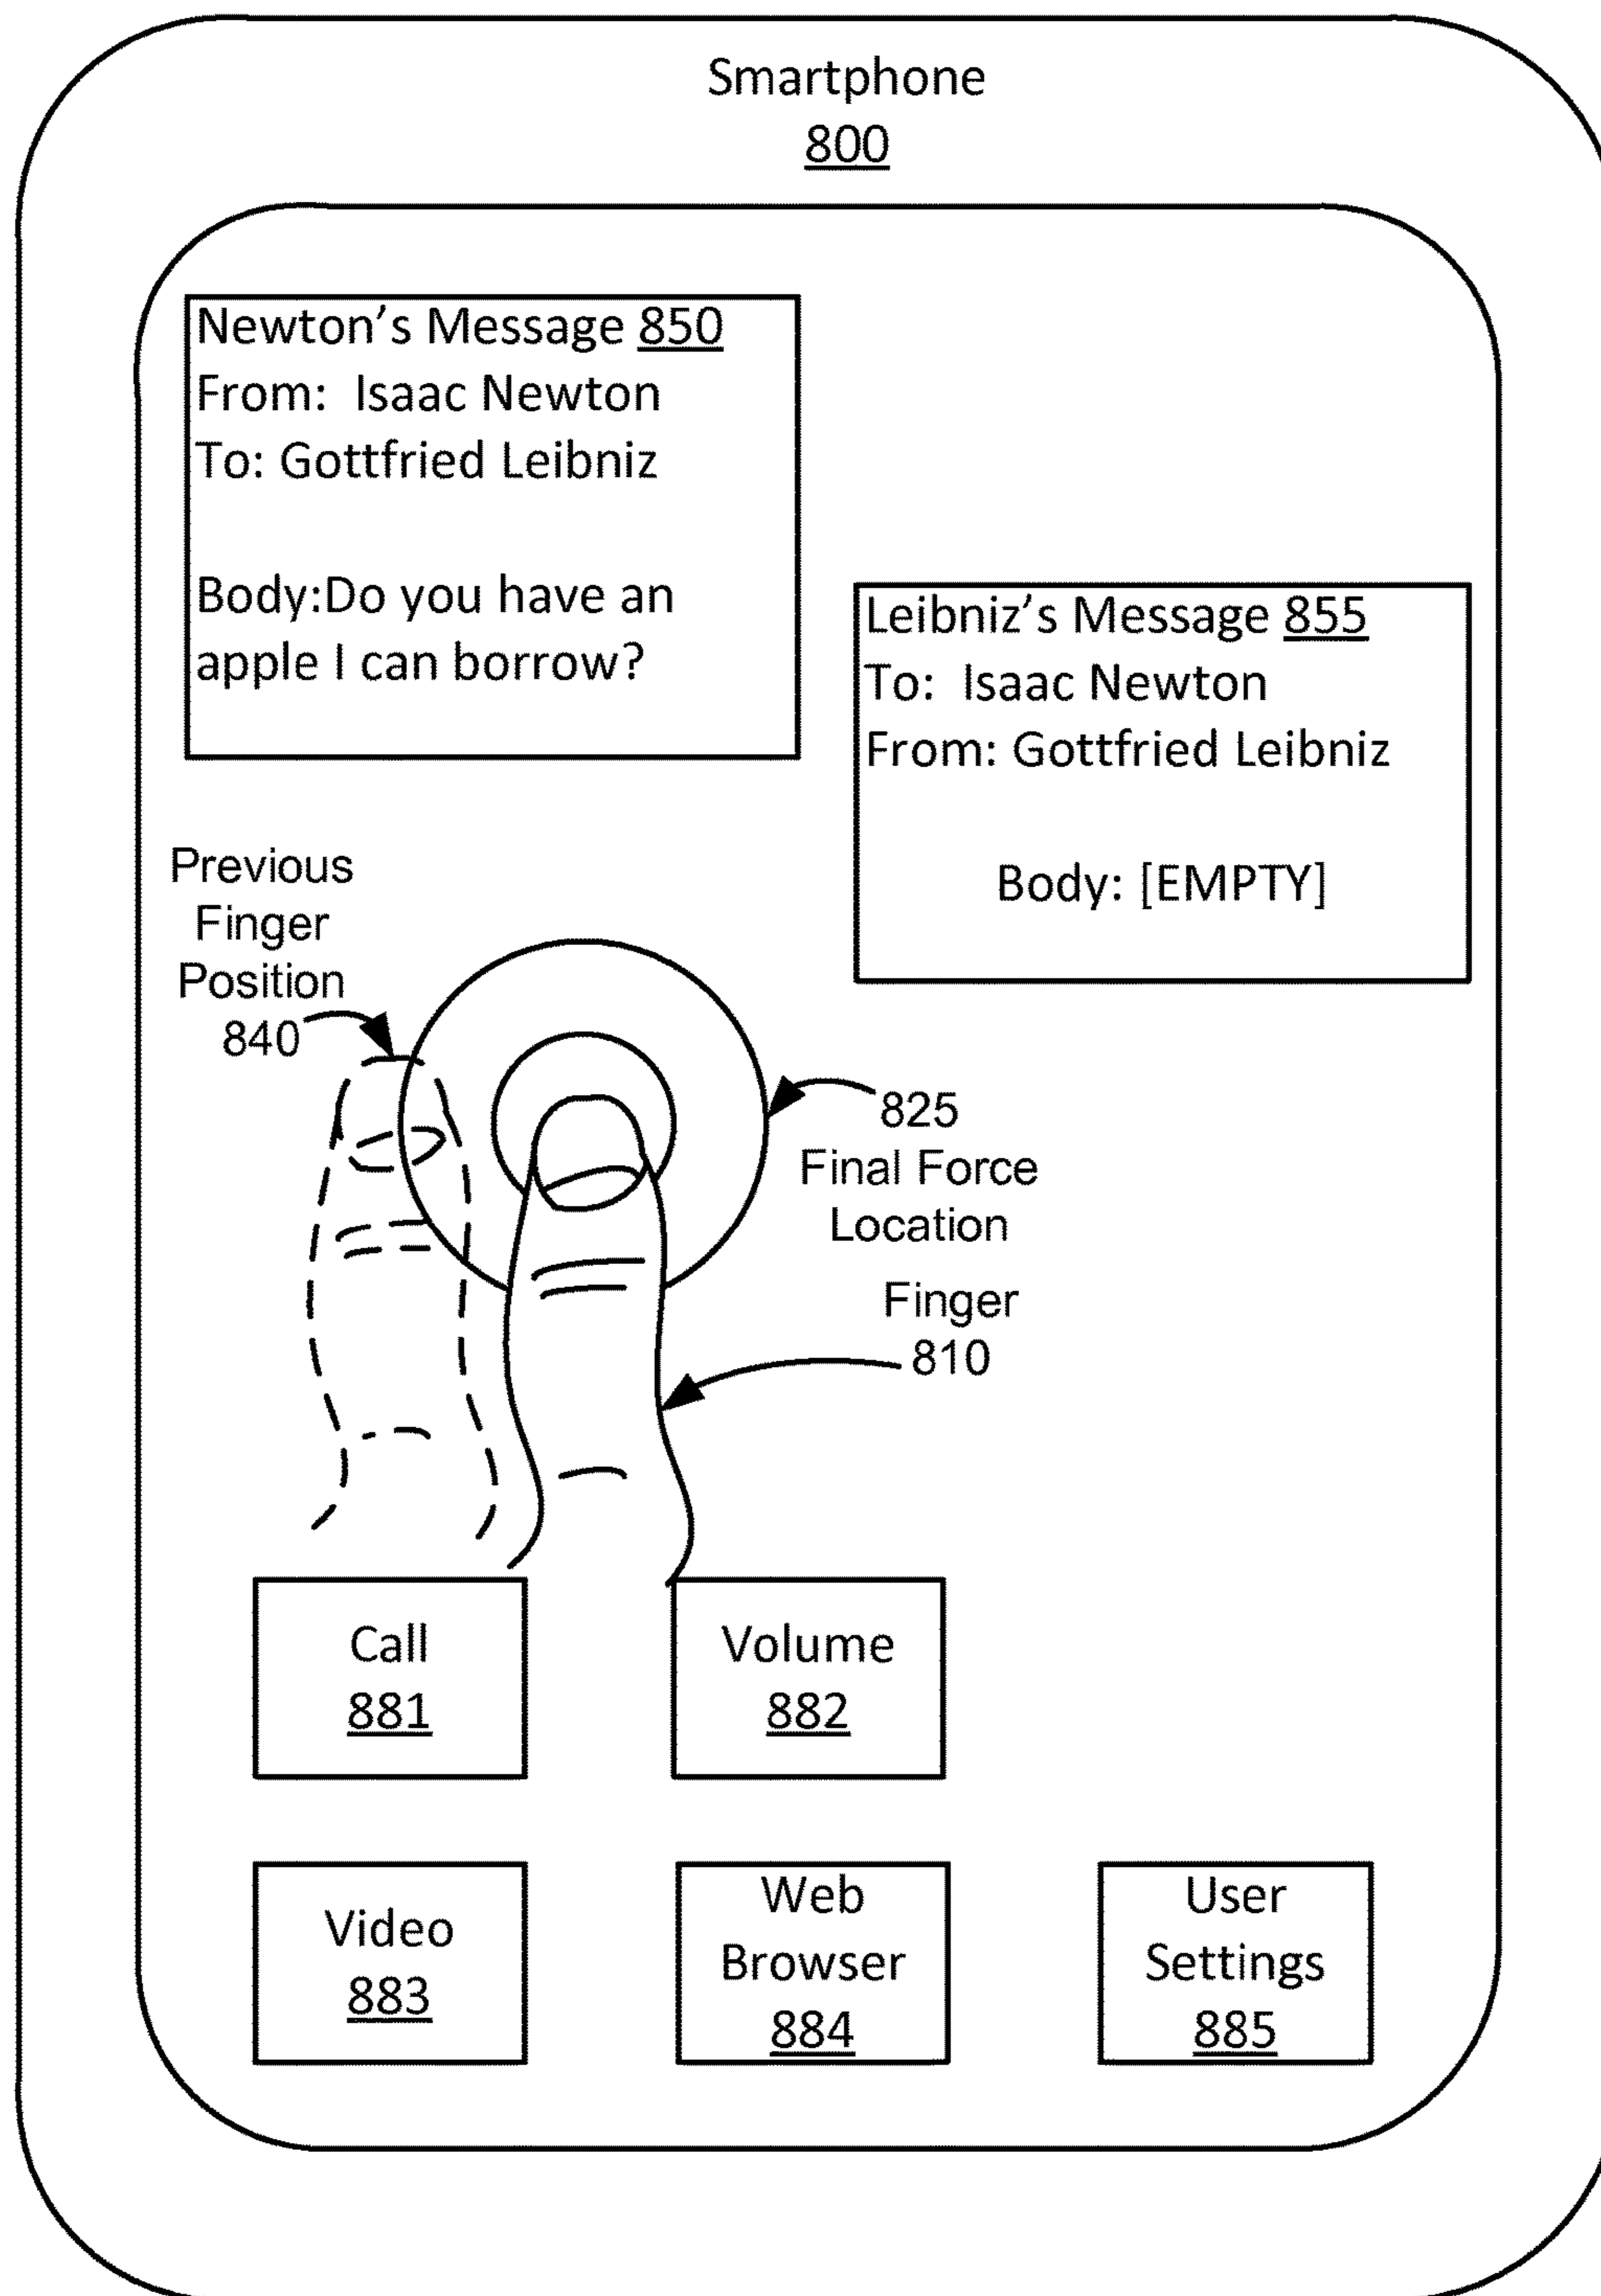 Smartphone
800
Newton's Message 850
From:  Isaac Newton
To: Gottfried Leibniz
Body:Do you have an
apple I can borrow?
Leibniz's Message 855
To:  Isaac Newton
From: Gottfried Leibniz
Body: [EMPTY]
Previous
Finger
Position
840
825
Final Force
Location
Finger
810
Call
881
Volume
882
Video
883
Web
Browser
884
User
Settings
885